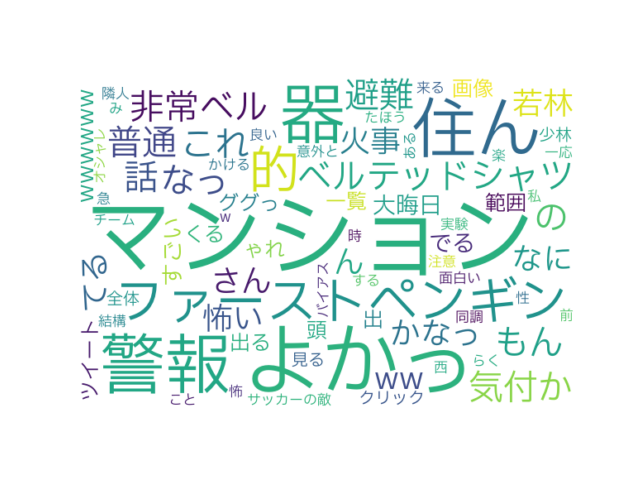 隣人
み
非常ベル
器
避難
来る
画像
若林
住ん
たほう
オシャレ
普通
これ
良い
火事
ある
少林
意外と
一応
話
なっ
かける
的
楽
ベルテッドシャツ
急
チーム
ググっ
一覧
大晦日
範囲
私
の
wwwwwww
すごい
くる
w
マンション
ゃれ
時
実験
でる
注意
なに
てる
さん
ん
バイアス
する
面白い
性
全体
ファーストペンギン
結構
怖い
頭
出
かなっ
同調
前
もん
ツイート
警報
出る
見る
よかっ
西
らく
怖
ww
気付か
こと
サッカーの敵
クリック